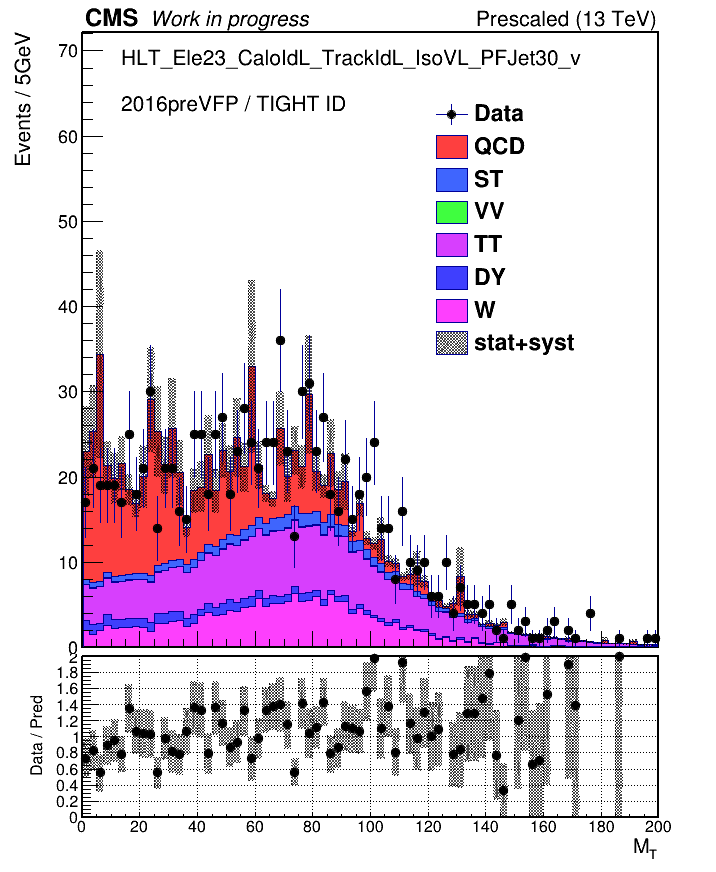 CMS Work in progress Prescaled (13 TeV)
Events / 5GeV
70
60
50
40
30
20
10
0
HLT_Ele23_CaloIdL_TrackIdL_IsoVL_PFJet30_v
2016preVFP / TIGHT ID
Data
QCD
ST
VV
TT
DY
W
stat+syst
Data / Pred
2
1.8
1.6
1.4
1.2
1
0.8
0.6
0.4
0.2
0
0 20 40 60 80 100 120 140 160 180 200
M_T